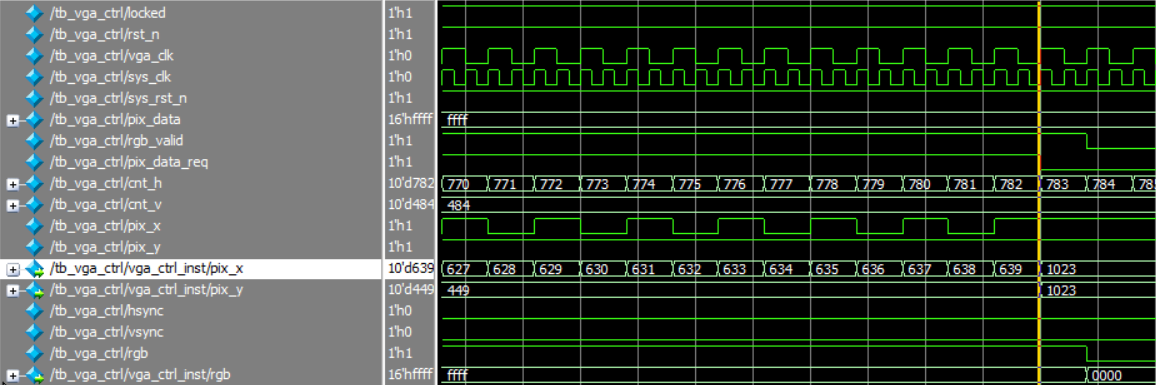 /tb_vga_ctrl/locked 1'h1
/tb_vga_ctrl/rst_n 1'h1
/tb_vga_ctrl/vga_clk 1'h0
/tb_vga_ctrl/sys_clk 1'h0
/tb_vga_ctrl/sys_rst_n 1'h1
/tb_vga_ctrl/pix_data 16'hffff ffff
/tb_vga_ctrl/rgb_valid 1'h1
/tb_vga_ctrl/pix_data_req 1'h1
/tb_vga_ctrl/cnt_h 10'd782 770 771 772 773 774 775 776 777 778 779 780 781 782 783 784
/tb_vga_ctrl/cnt_v 10'd484 484
/tb_vga_ctrl/pix_x 1'h1
/tb_vga_ctrl/pix_y 1'h1
/tb_vga_ctrl/vga_ctrl_inst/pix_x 10'd639 627 628 629 630 631 632 633 634 635 636 637 638 639 1023
/tb_vga_ctrl/vga_ctrl_inst/pix_y 10'd449 449 1023
/tb_vga_ctrl/hsync 1'h0
/tb_vga_ctrl/vsync 1'h0
/tb_vga_ctrl/rgb 1'h1
/tb_vga_ctrl/vga_ctrl_inst/rgb 16'hffff ffff 0000